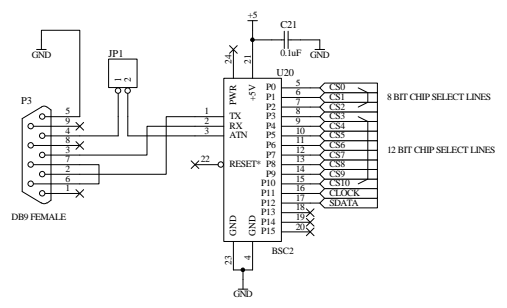 +5
C21
0.1uF
GND
GND
JP1
1 2
P3
5
9
4
8
3
7
2
6
1
DB9 FEMALE
24
21
U20
PWR
+5V
1 TX
2 RX
3 ATN
22 RESET*
P0 5 CS0
P1 6 CS1
P2 7 CS2
P3 8 CS3
P4 9 CS4
P5 10 CS5
P6 11 CS6
P7 12 CS7
P8 13 CS8
P9 14 CS9
P10 15 CS10
P11 16 CLOCK
P12 17 SDATA
P13 18
P14 19
P15 20
8 BIT CHIP SELECT LINES
12 BIT CHIP SELECT LINES
GND
GND
23
4
BSC2
GND